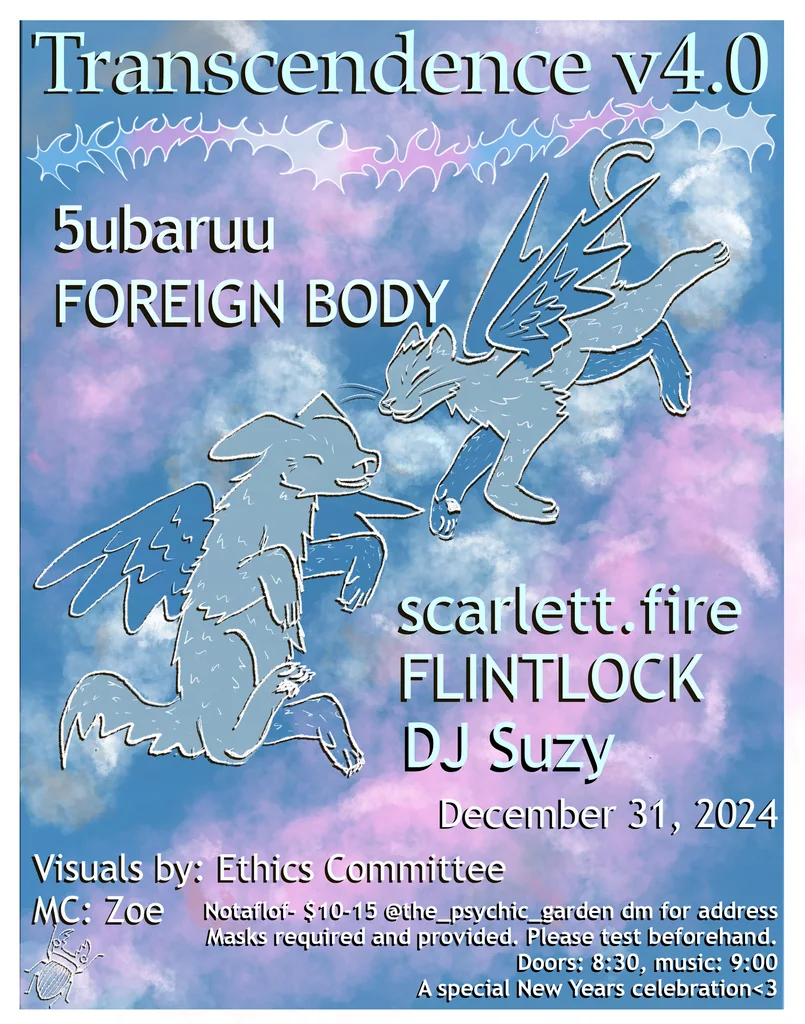 Transcendence v4.0
5ubaruu
FOREIGN BODY
scarlett.fire
FLINTLOCK
DJ Suzy
December 31, 2024
Visuals by: Ethics Committee
MC: Zoe
Notaflof- $10-15 @the_psychic_garden dm for address
Masks required and provided. Please test beforehand.
Doors: 8:30, music: 9:00
A special New Years celebration<3